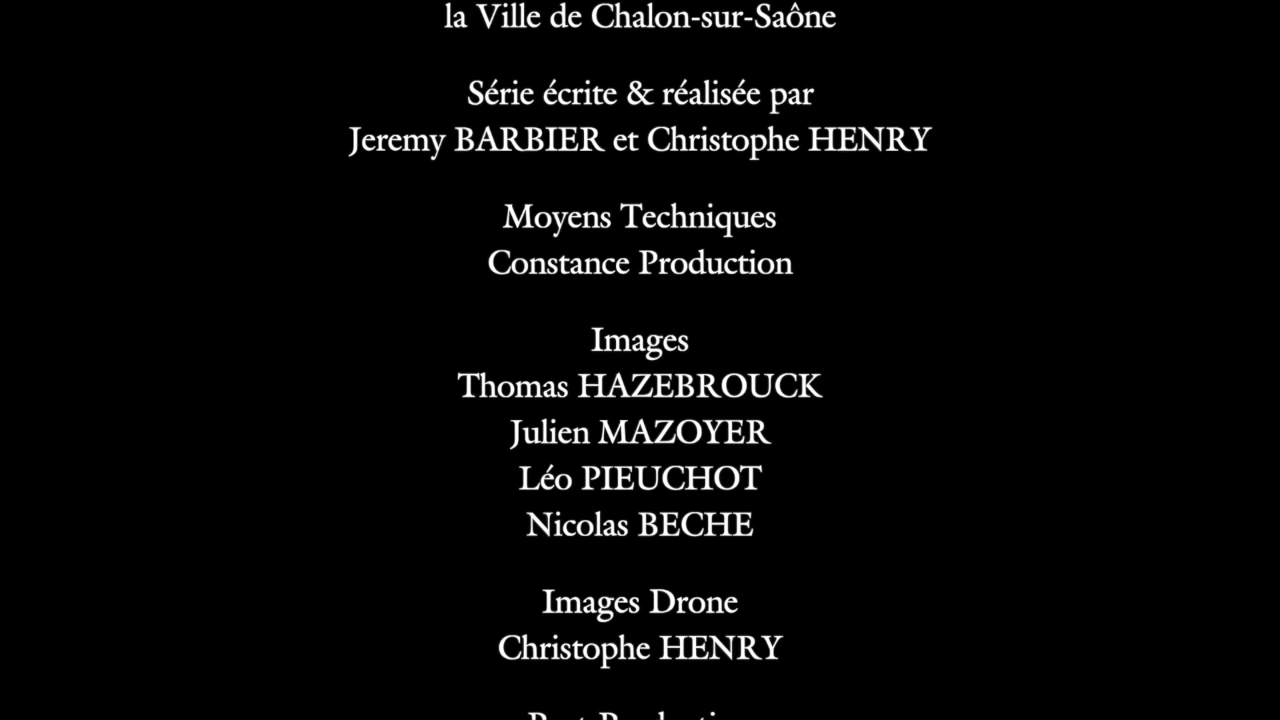 la Ville de Chalon-sur-Saône
Série écrite & réalisée par
Jeremy BARBIER et Christophe HENRY
Moyens Techniques
Constance Production
Images
Thomas HAZEBROUCK
Julien MAZOYER
Léo PIEUCHOT
Nicolas BECHE
Images Drone
Christophe HENRY